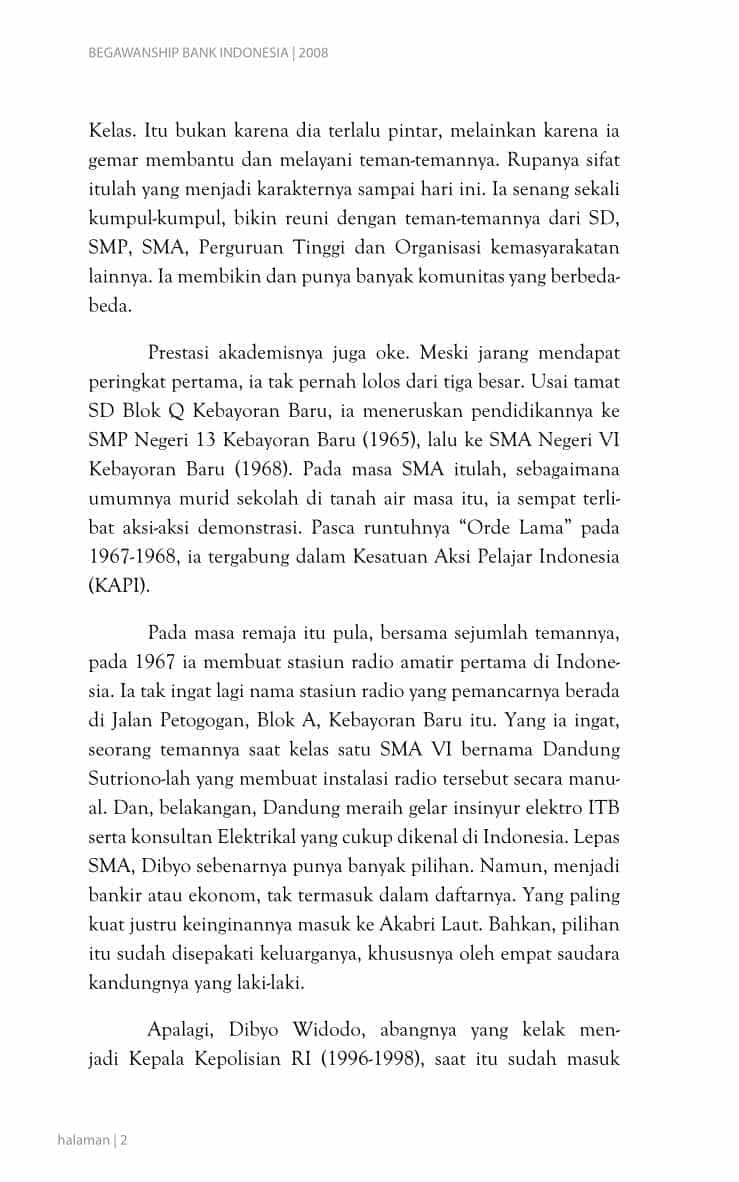 BEGAWANSHIP BANK INDONESIA | 2008
Kelas. Itu bukan karena dia terlalu pintar, melainkan karena ia
gemar membantu dan melayani teman-temannya. Rupanya sifat
itulah yang menjadi karakternya sampai hari ini. Ia senang sekali
kumpul-kumpul, bikin reuni dengan teman-temannya dari SD,
SMP, SMA, Perguruan Tinggi dan Organisasi kemasyarakatan
lainnya. Ia membikin dan punya banyak komunitas yang berbeda-
beda.
Prestasi akademisnya juga oke. Meski jarang mendapat
peringkat pertama, ia tak pernah lolos dari tiga besar. Usai tamat
SD Blok Q Kebayoran Baru, ia meneruskan pendidikannya ke
SMP Negeri 13 Kebayoran Baru (1965), lalu ke SMA Negeri VI
Kebayoran Baru (1968). Pada masa SMA itulah, sebagaimana
umumnya murid sekolah di tanah air masa itu, ia sempat terli-
bat aksi-aksi demonstrasi. Pasca runtuhnya “Orde Lama” pada
1967-1968, ia tergabung dalam Kesatuan Aksi Pelajar Indonesia
(KAPI).
Pada masa remaja itu pula, bersama sejumlah temannya,
pada 1967 ia membuat stasiun radio amatir pertama di Indone-
sia. Ia tak ingat lagi nama stasiun radio yang pemancarnya berada
di Jalan Petogogan, Blok A, Kebayoran Baru itu. Yang ia ingat,
seorang temannya saat kelas satu SMA VI bernama Dandung
Sutriono-lah yang membuat instalasi radio tersebut secara manu-
al. Dan, belakangan, Dandung meraih gelar insinyur elektro ITB
serta konsultan Elektrikal yang cukup dikenal di Indonesia. Lepas
SMA, Dibyo sebenarnya punya banyak pilihan. Namun, menjadi
bankir atau ekonom, tak termasuk dalam daftarnya. Yang paling
kuat justru keinginannya masuk ke Akabri Laut. Bahkan, pilihan
itu sudah disepakati keluarganya, khususnya oleh empat saudara
kandungnya yang laki-laki.
Apalagi, Dibyo Widodo, abangnya yang kelak men-
jadi Kepala Kepolisian RI (1996-1998), saat itu sudah masuk
halaman | 2